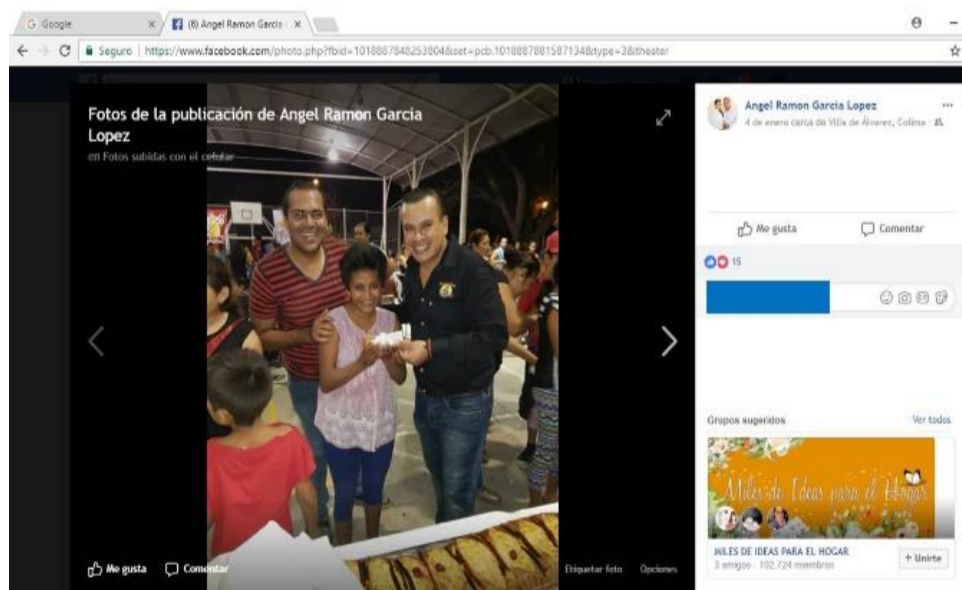 Google
(6) Angel Ramon Garcia
Seguro | https://www.facebook.com/photo.php?fbid=1018887848253804&set=pcb.1018887881587134&type=3&theater
Fotos de la publicación de Angel Ramon Garcia
Lopez
en Fotos subidas con el celular
Angel Ramon Garcia Lopez
4 de enero cerca de Villa de Álvarez, Colima
Me gusta
Comentar
15
Grupos sugeridos
Ver todos
Miles de Ideas para el Hogar
MILES DE IDEAS PARA EL HOGAR
3 amigos · 102,724 miembros
+ Unirte
Me gusta
Comentar
Etiquetar foto
Opciones